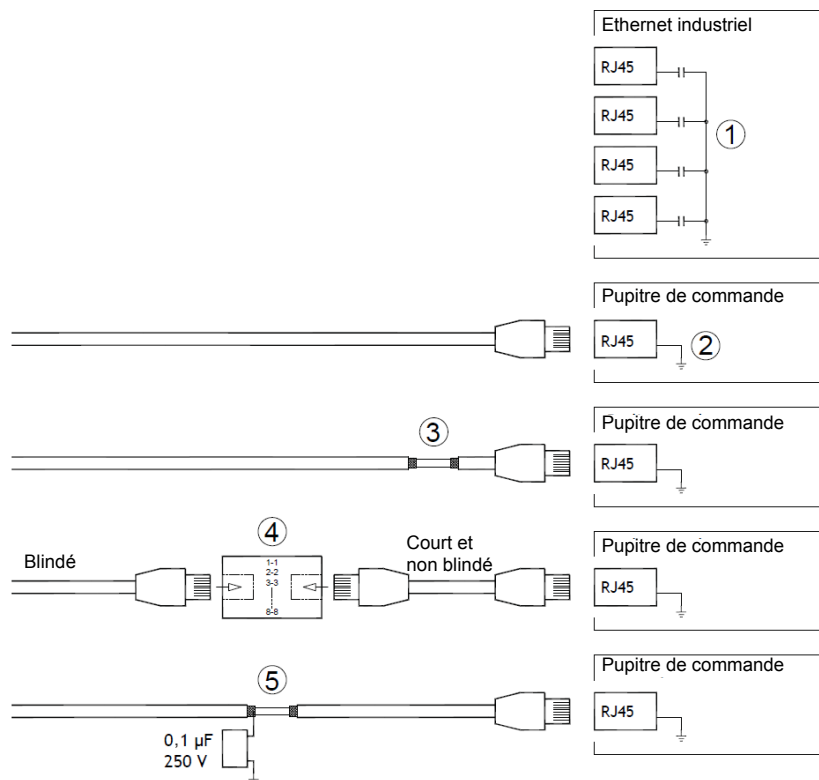 Ethernet industriel
RJ45
RJ45
1
RJ45
RJ45
Pupitre de commande
RJ45
2
Pupitre de commande
3
RJ45
4
Pupitre de commande
Blindé
Court et
non blindé
1-1
2-2
3-3
8-8
RJ45
Pupitre de commande
5
RJ45
0,1 µF
250 V